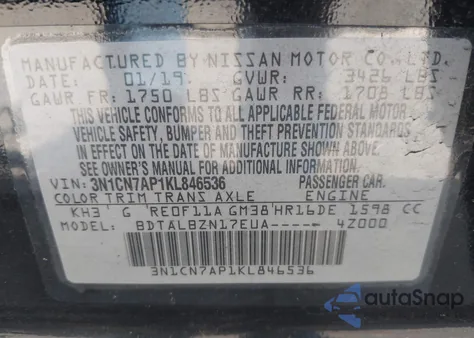 MANUFACTURED BY NISSAN MOTOR CO., LTD.
DATE: 01/19 GVWR: 3426 LBS
GAWR FR: 1750 LBS GAWR RR: 1708 LBS
THIS VEHICLE CONFORMS TO ALL APPLICABLE FEDERAL MOTOR
VEHICLE SAFETY, BUMPER AND THEFT PREVENTION STANDARDS
IN EFFECT ON THE DATE OF MANUFACTURE SHOWN ABOVE.
SEE OWNER'S MANUAL AND DECALS FOR MORE INFORMATION.
VIN: 3N1CN7AP1KL846536 PASSENGER CAR
COLOR TRIM TRANS AXLE ENGINE
KH3 G RE0F11A GM38 HR16DE 1598 CC
MODEL: BDTALBZN17EUA----- 4Z000
3N1CN7AP1KL846536
autoSnap